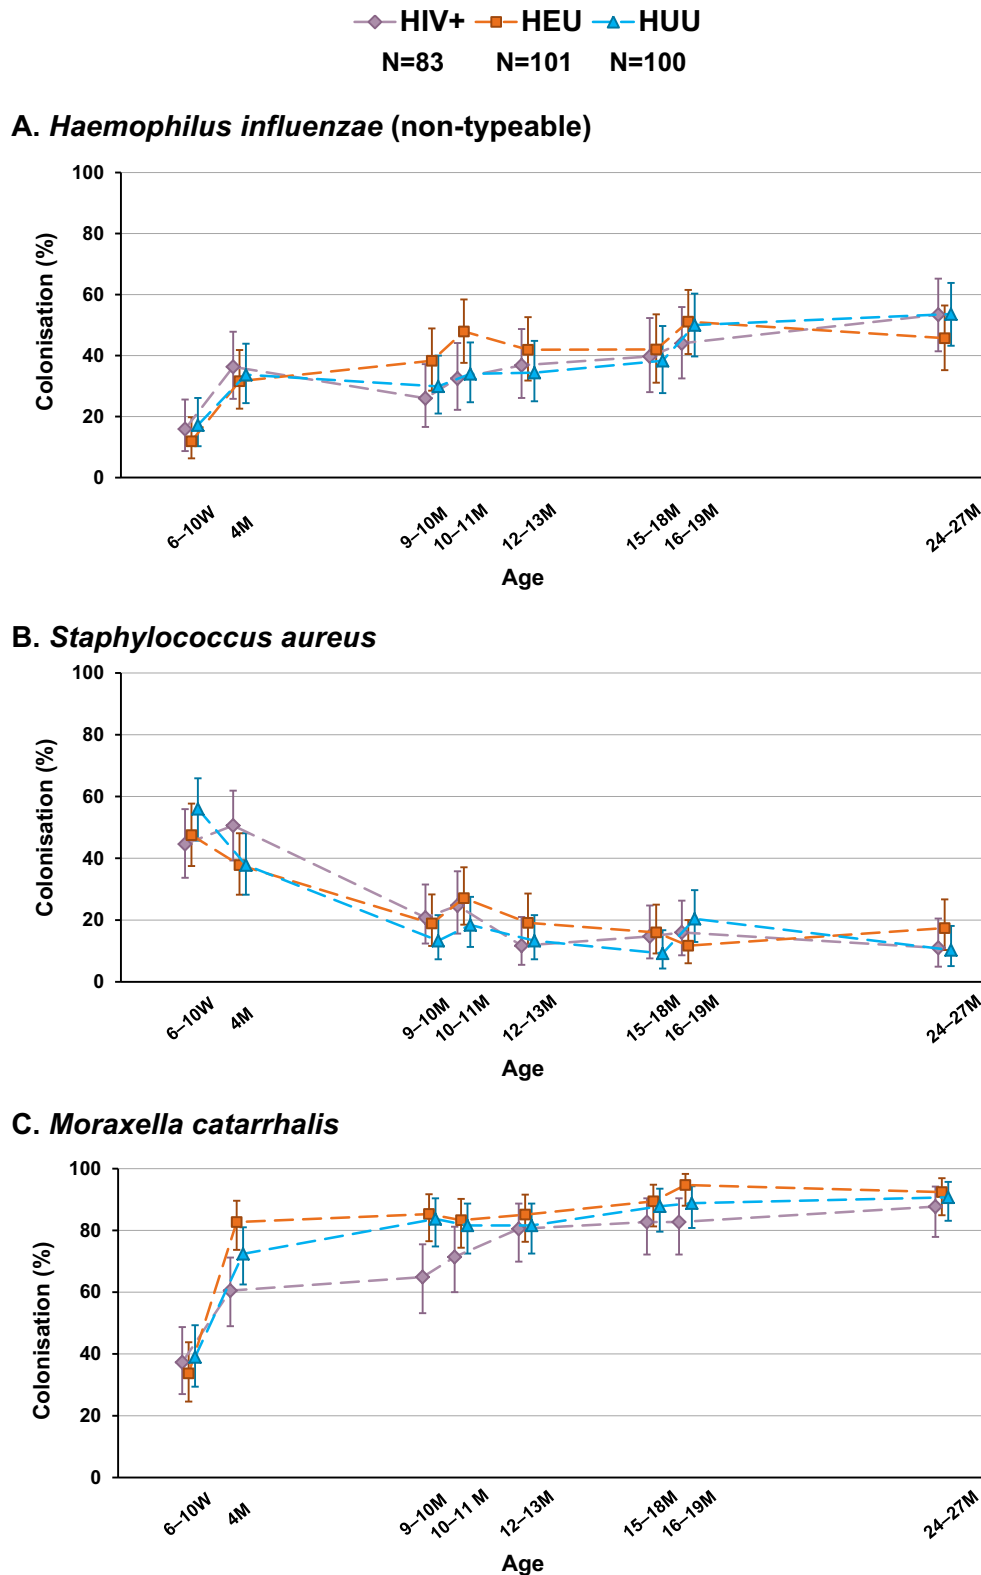 HIV+ HEU HUU
N=83 N=101 N=100
A. Haemophilus influenzae (non-typeable)
100
80
60
40
20
0
Colonisation (%)
6–10W 4M 9–10M 10–11M 12–13M 15–18M 16–19M 24–27M
Age
B. Staphylococcus aureus
100
80
60
40
20
0
Colonisation (%)
6–10W 4M 9–10M 10–11M 12–13M 15–18M 16–19M 24–27M
Age
C. Moraxella catarrhalis
100
80
60
40
20
0
Colonisation (%)
6–10W 4M 9–10M 10–11 M 12–13M 15–18M 16–19M 24–27M
Age